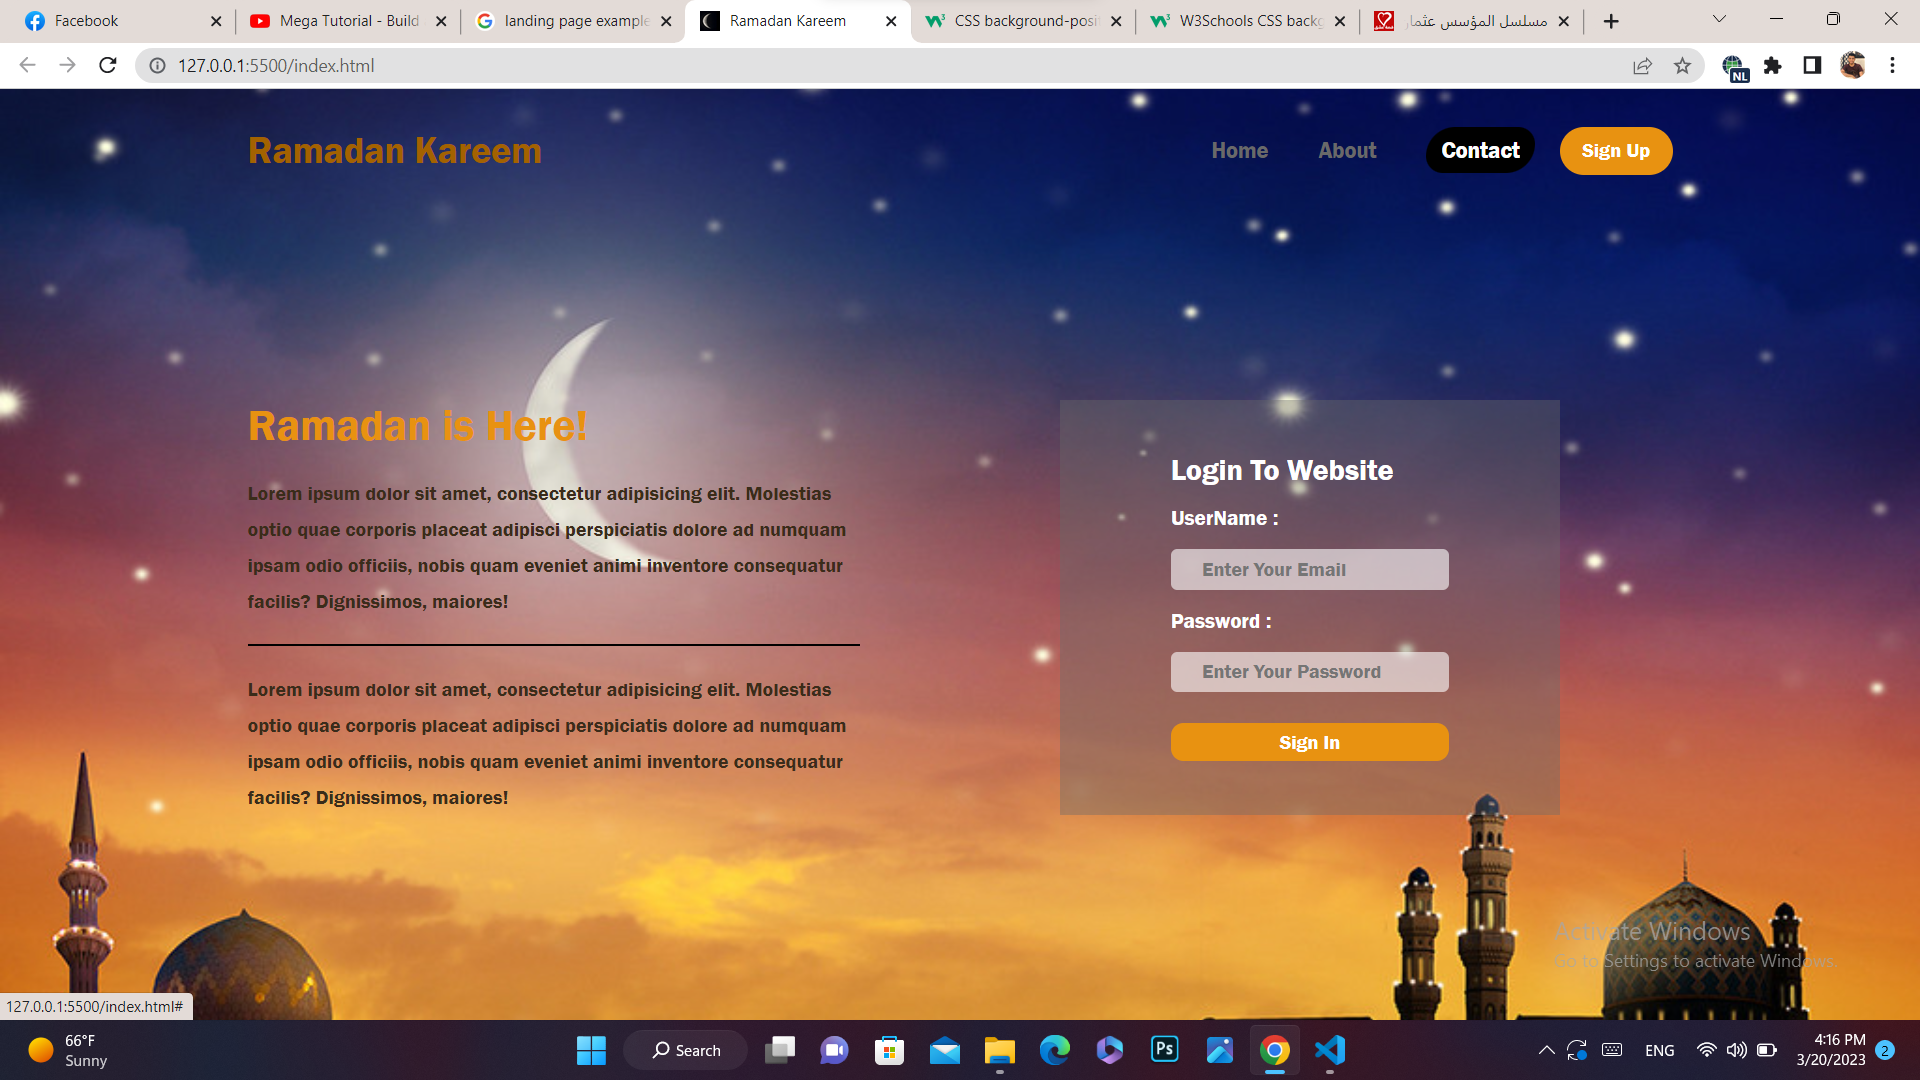 Facebook
Mega Tutorial - Build
landing page example
Ramadan Kareem
CSS background-posi
W3Schools CSS backg
مسلسل المؤسس عثمار
127.0.0.1:5500/index.html
NL
Ramadan Kareem
Home
About
Contact
Sign Up
Ramadan is Here!
Lorem ipsum dolor sit amet, consectetur adipisicing elit. Molestias
optio quae corporis placeat adipisci perspiciatis dolore ad numquam
ipsam odio officiis, nobis quam eveniet animi inventore consequatur
facilis? Dignissimos, maiores!
Lorem ipsum dolor sit amet, consectetur adipisicing elit. Molestias
optio quae corporis placeat adipisci perspiciatis dolore ad numquam
ipsam odio officiis, nobis quam eveniet animi inventore consequatur
facilis? Dignissimos, maiores!
Login To Website
UserName :
Enter Your Email
Password :
Enter Your Password
Sign In
Activate Windows
Go to Settings to activate Windows.
127.0.0.1:5500/index.html#
66°F
Sunny
Search
Ps
ENG
4:16 PM
3/20/2023
2